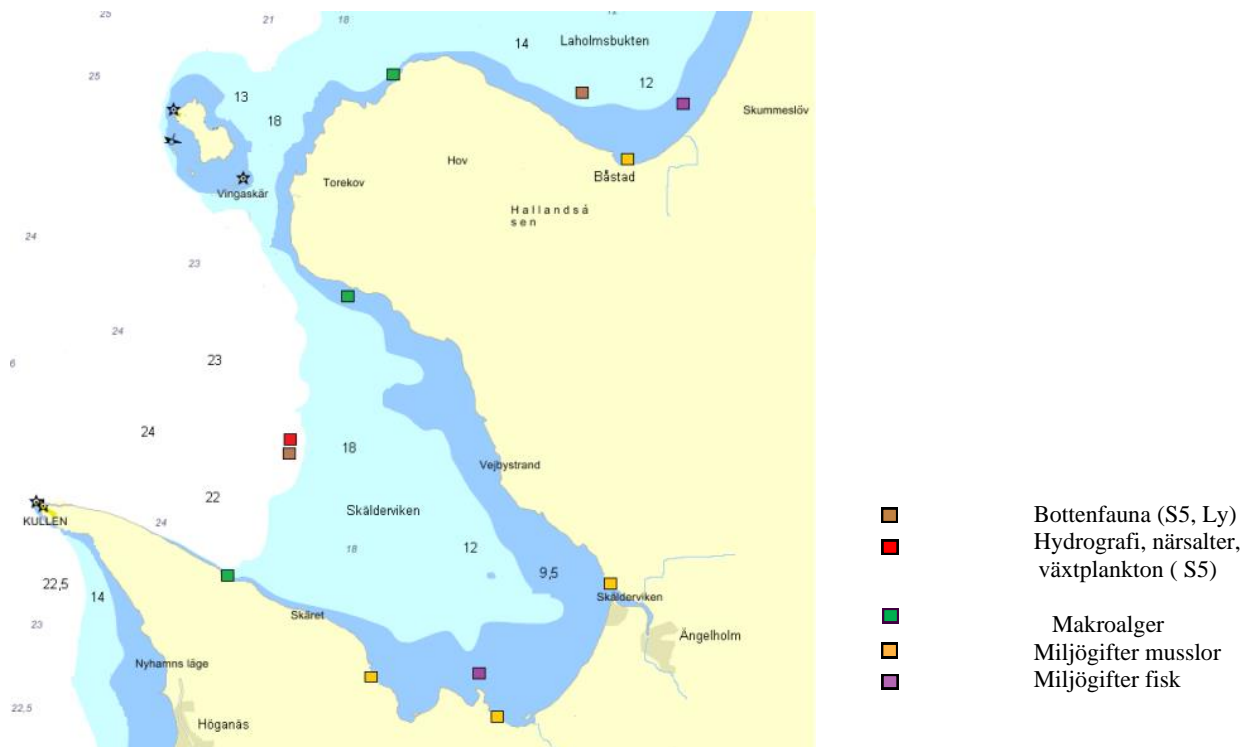 25
21
18
14
Laholmsbukten
25
12
13
Skummeslöv
18
Hov
Båstad
Torekov
Vingaskär
Hallandså
sen
24
23
24
6
23
24
18
Vejbystrand
22
Skälderviken
KULLEN
24
18
12
9,5
22,5
14
Skälderviken
Skäret
23
Ängelholm
Nyhamns läge
22,5
Höganäs
Bottenfauna (S5, Ly)
Hydrografi, närsalter,
växtplankton ( S5)
Makroalger
Miljögifter musslor
Miljögifter fisk